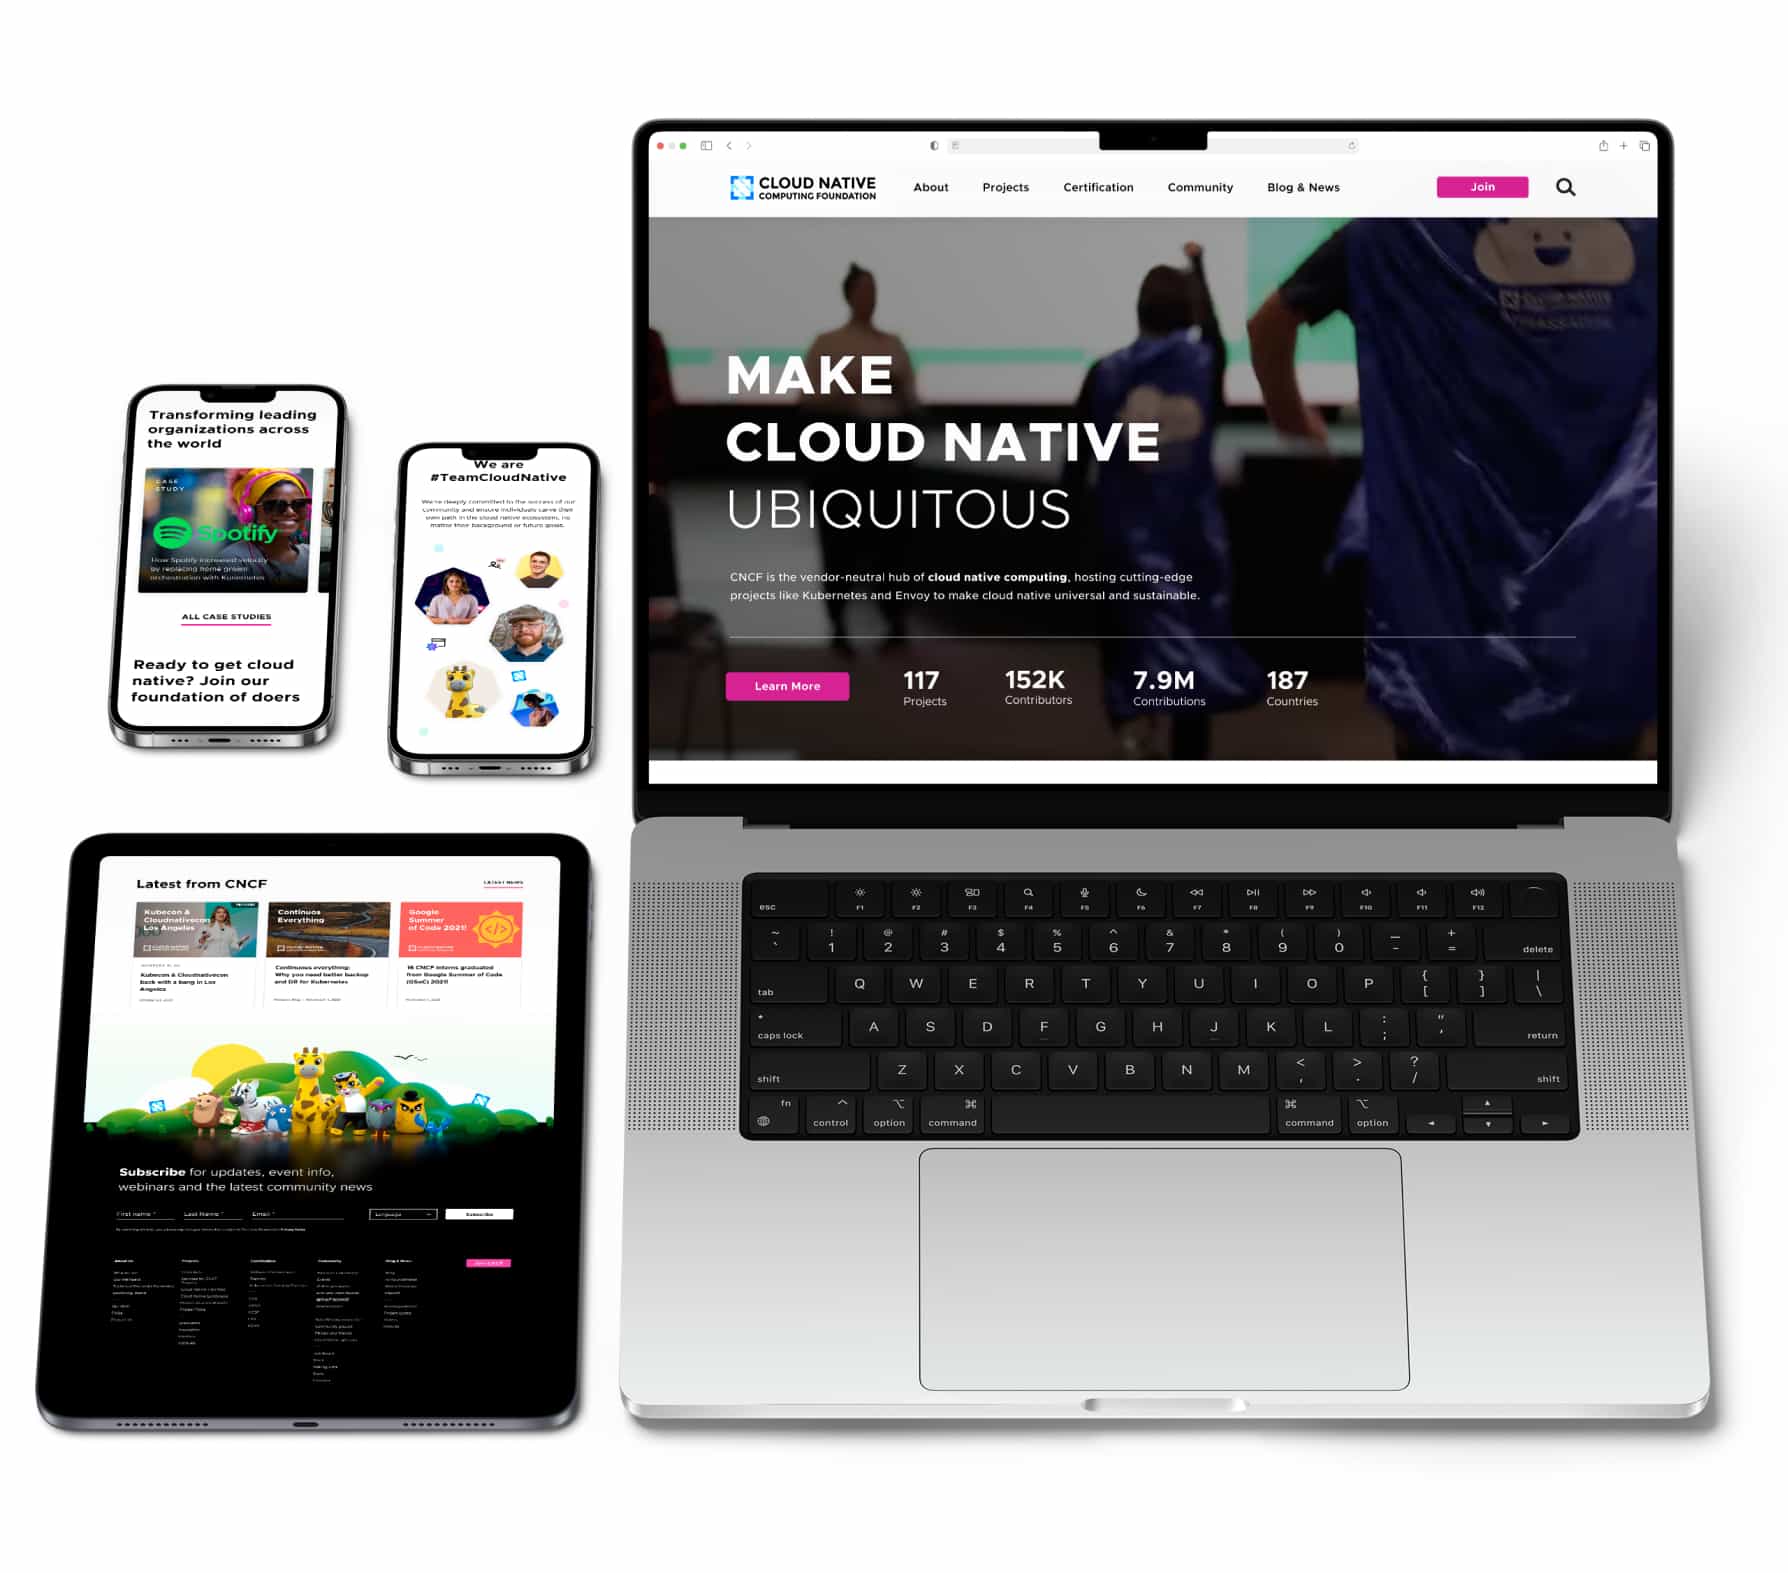 CLOUD NATIVE
COMPUTING FOUNDATION
About
Projects
Certification
Community
Blog & News
Join
MAKE
CLOUD NATIVE
UBIQUITOUS
CNCF is the vendor-neutral hub of cloud native computing, hosting cutting-edge
projects like Kubernetes and Envoy to make cloud native universal and sustainable.
Learn More
117
Projects
152K
Contributors
7.9M
Contributions
187
Countries
Transforming leading
organizations across
the world
CASE
STUDY
Spotify
How Spotify increased velocity
by replacing home grown
orchestration with Kubernetes
ALL CASE STUDIES
Ready to get cloud
native? Join our
foundation of doers
We are
#TeamCloudNative
We're deeply committed to the success of our
community and ensure individuals carve their
own path in the cloud native ecosystem, no
matter their background or future goals.
Latest from CNCF
LATEST NEWS
Kubecon &
Cloudnativecon
Los Angeles
Continuos
Everything
Google
Summer
of Code 2021!
Kubecon & Cloudnativecon
back with a bang in Los
Angelos
Continuous everything:
Why you need better backup
and DR for Kubernetes
16 CNCF interns graduated
from Google Summer of Code
(GSoC) 2021!
Subscribe for updates, event info,
webinars and the latest community news
First name *
Last Name *
Email *
Language
Subscribe
Join CNCF
esc
F1
F2
F3
F4
F5
F6
F7
F8
F9
F10
F11
F12
~ ! @ # $ % ^ & * ( ) _ +
` 1 2 3 4 5 6 7 8 9 0 - = delete
tab Q W E R T Y U I O P { [ } ] | \
caps lock A S D F G H J K L : ; " ' return
shift Z X C V B N M < , > . ? / shift
fn control option command command option